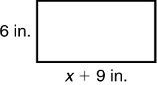 6 in.
x + 9 in.